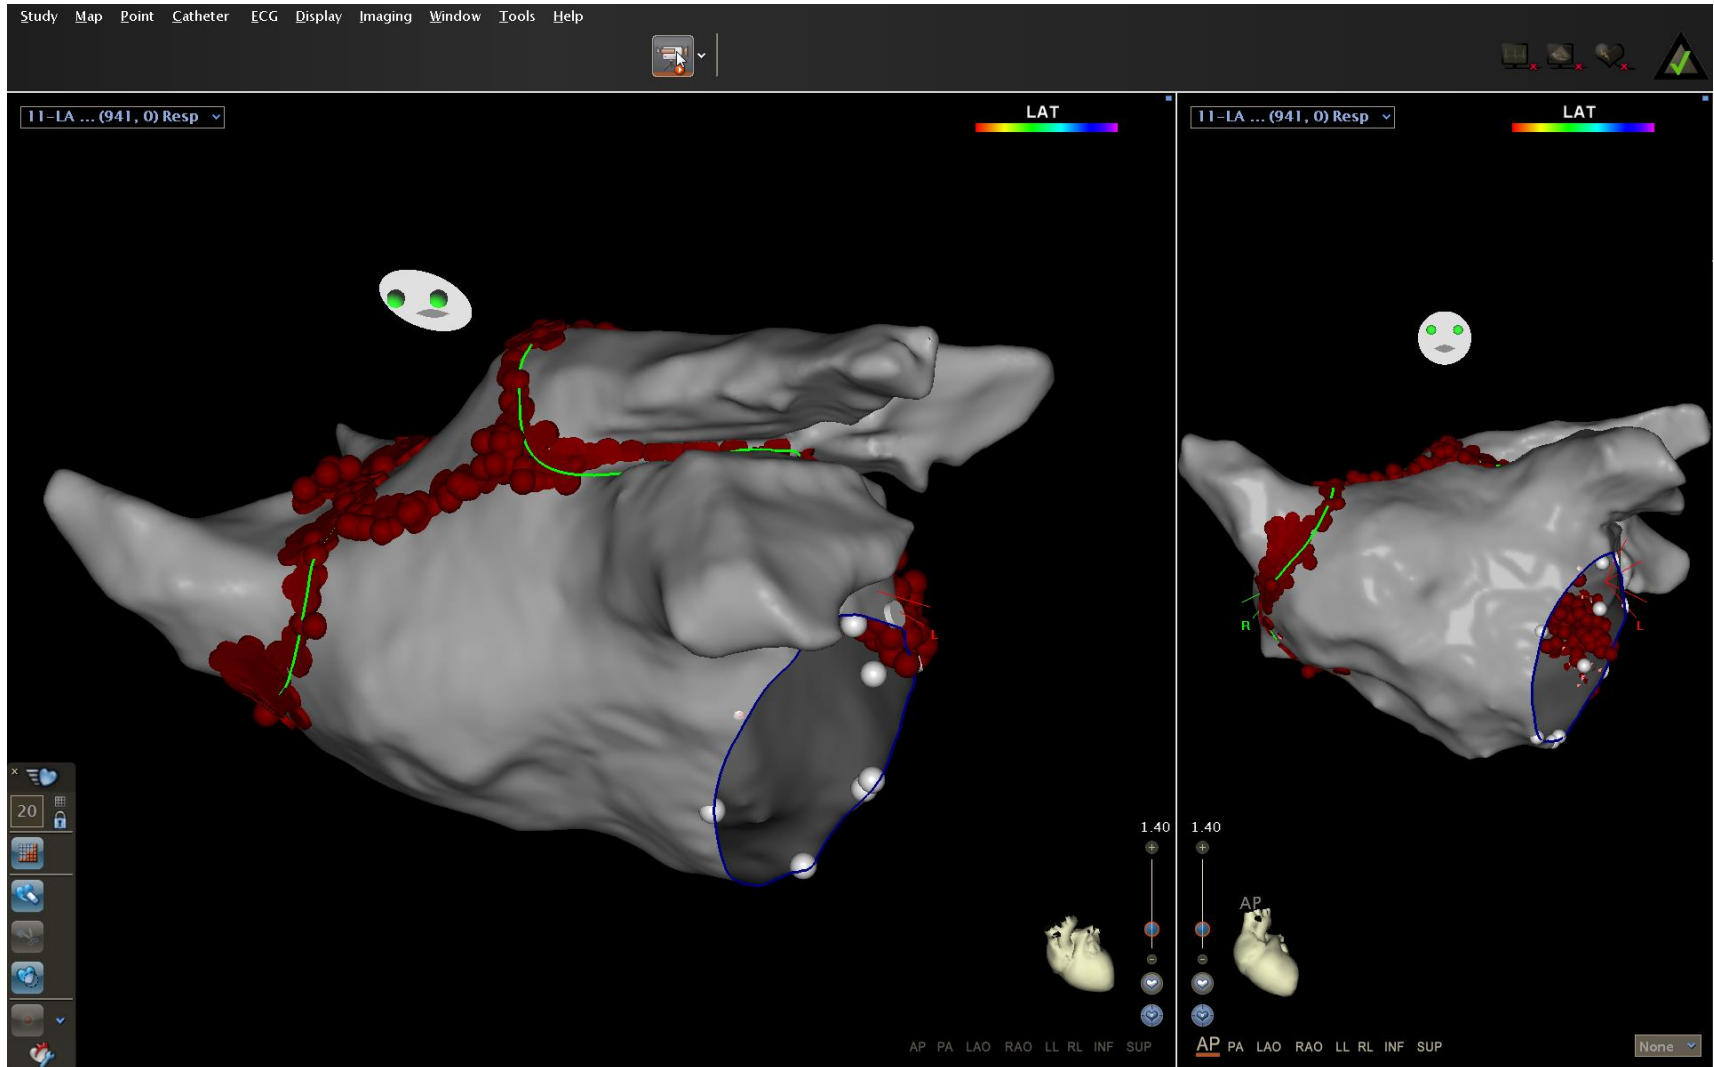 Study Map Point Catheter ECG Display Imaging Window Tools Help
11-LA ... (941, 0) Resp
LAT
11-LA ... (941, 0) Resp
LAT
R
L
L
20
1.40
1.40
AP
AP PA LAO RAO LL RL INF SUP
AP PA LAO RAO LL RL INF SUP
None